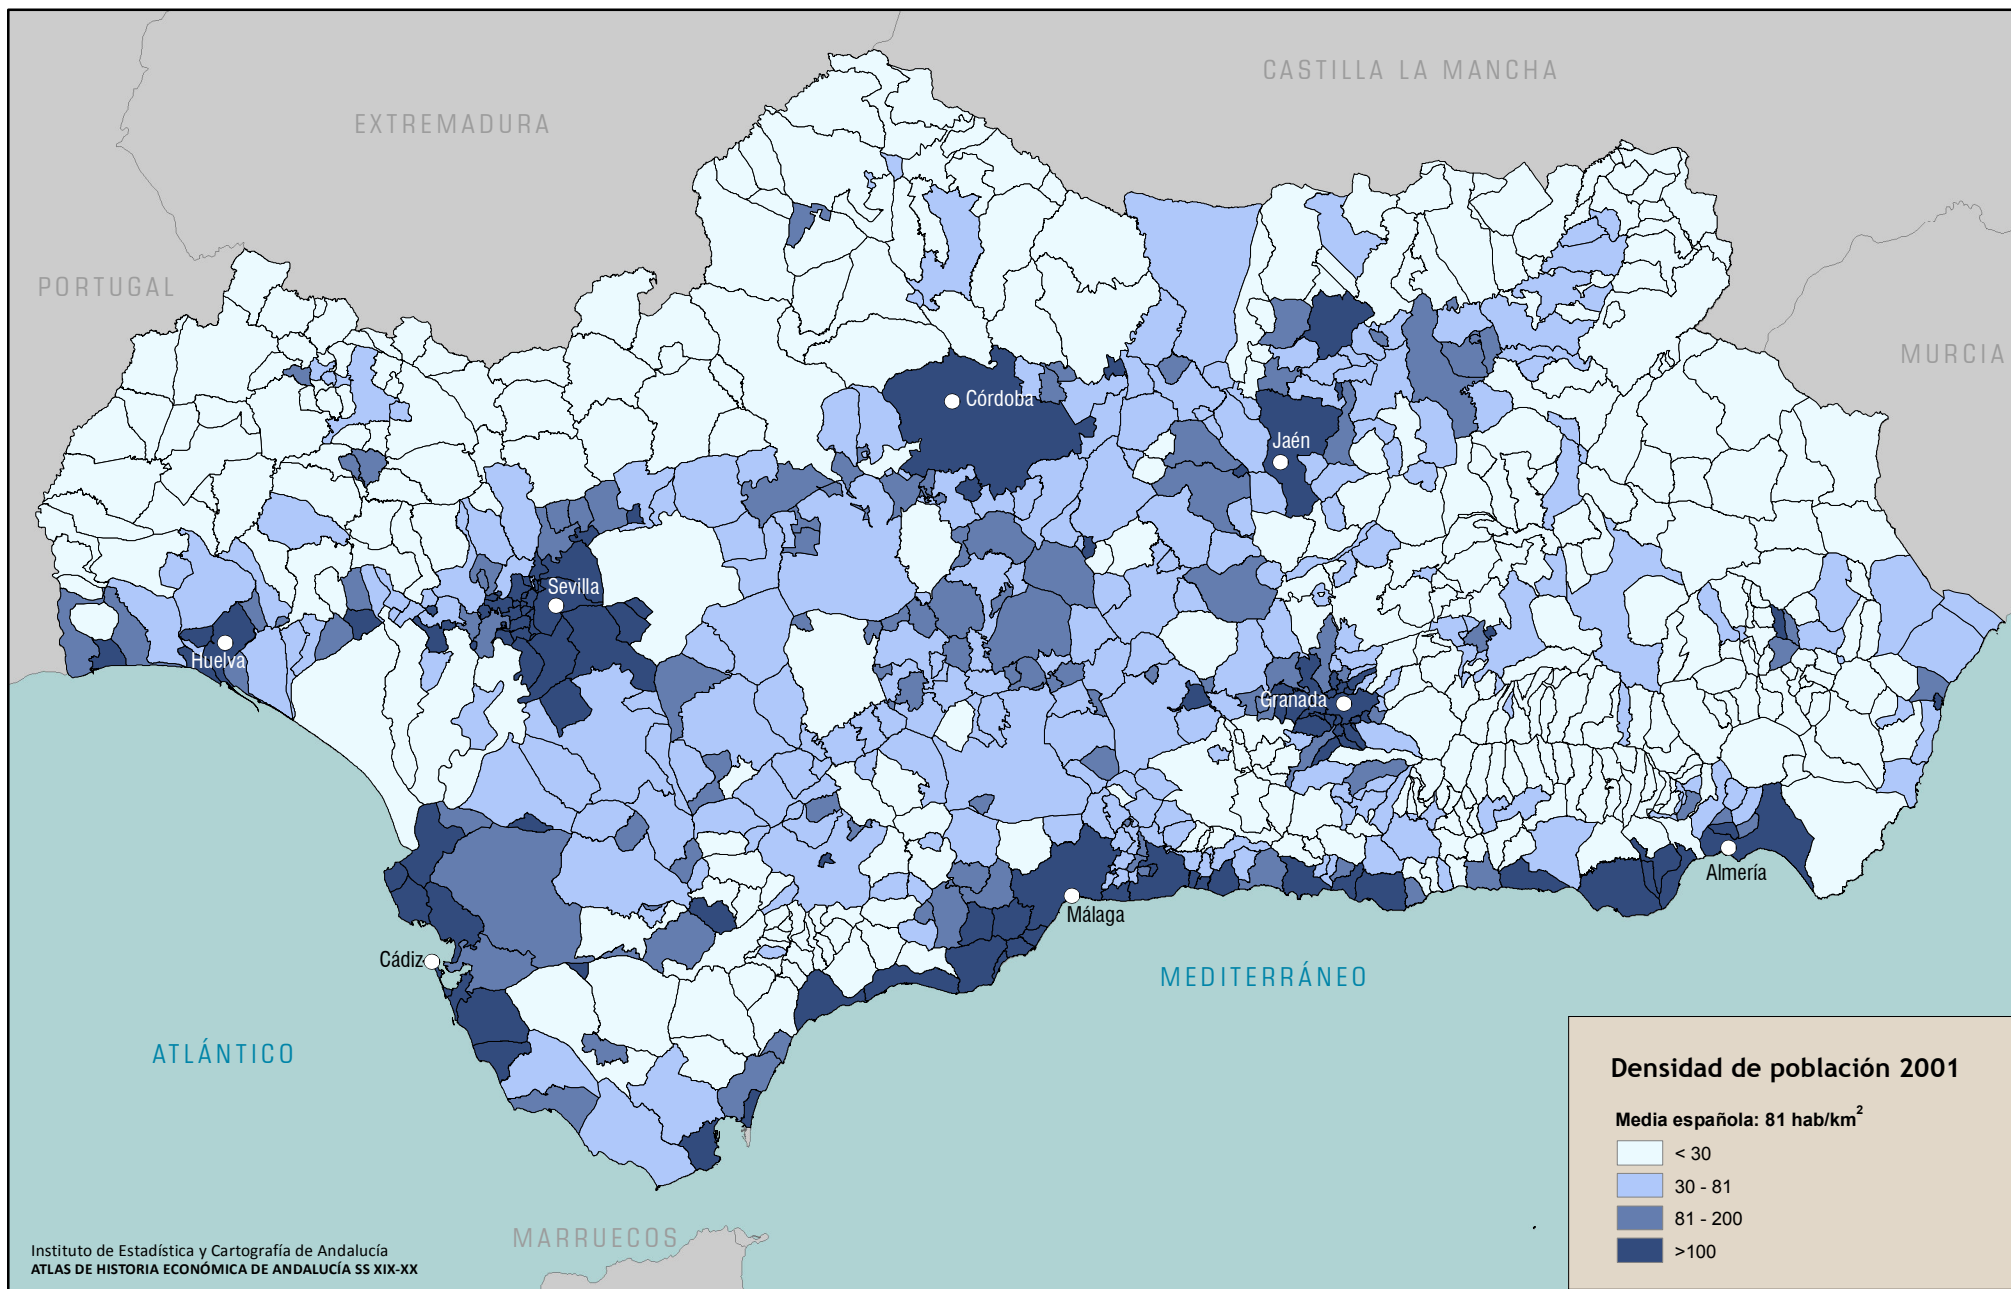 CASTILLA LA MANCHA
EXTREMADURA
PORTUGAL
MURCIA
Córdoba
Jaén
Sevilla
Huelva
Granada
Almería
Málaga
Cádiz
MEDITERRÁNEO
ATLÁNTICO
MARRUECOS
Densidad de población 2001
Media española: 81 hab/km²
< 30
30 - 81
81 - 200
>100
Instituto de Estadística y Cartografía de Andalucía
ATLAS DE HISTORIA ECONÓMICA DE ANDALUCÍA SS XIX-XX